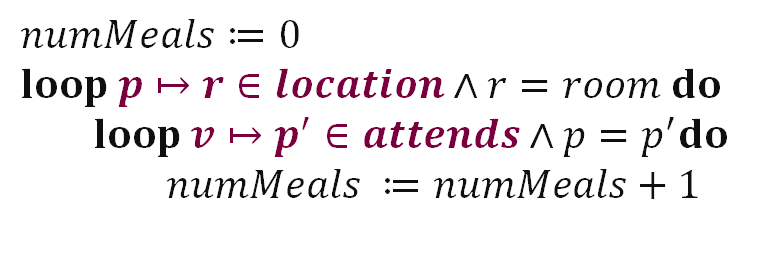 numMeals ≔ 0
loop p ↦ r ∈ location ∧ r = room do
loop v ↦ p′ ∈ attends ∧ p = p′ do
numMeals ≔ numMeals + 1